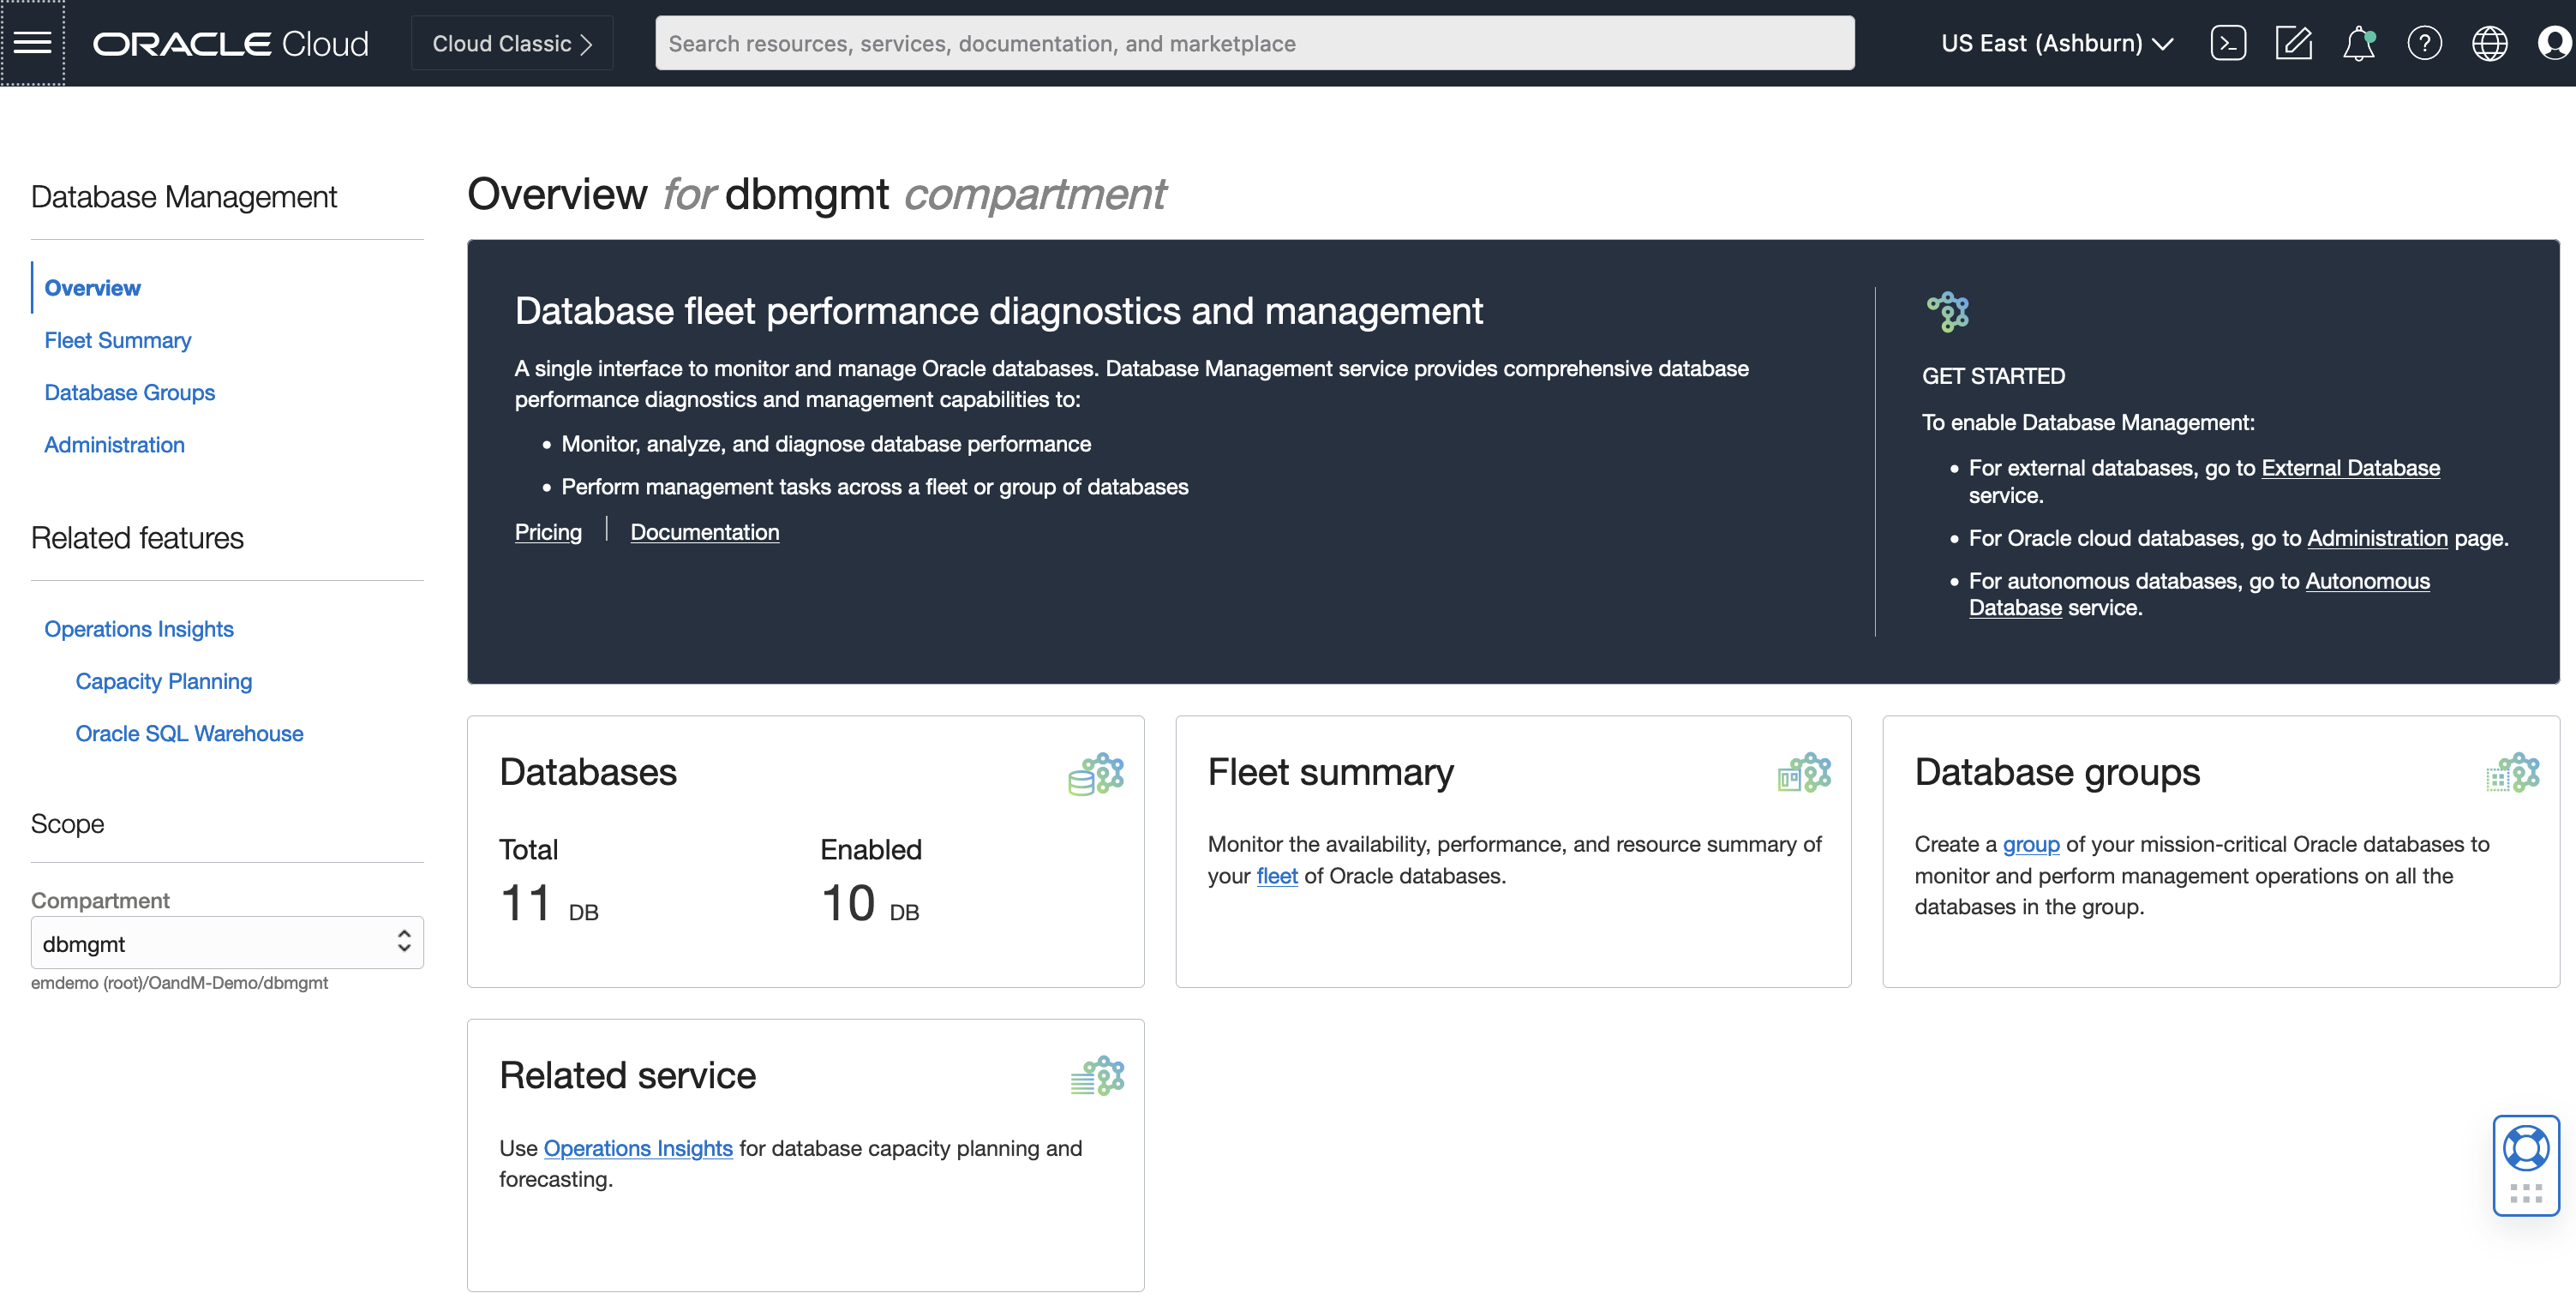 ORACLE Cloud
Cloud Classic
Search resources, services, documentation, and marketplace
US East (Ashburn)
Database Management
Overview
Fleet Summary
Database Groups
Administration
Related features
Operations Insights
Capacity Planning
Oracle SQL Warehouse
Scope
Compartment
dbmgmt
emdemo (root)/OandM-Demo/dbmgmt
Overview for dbmgmt compartment
Database fleet performance diagnostics and management
A single interface to monitor and manage Oracle databases. Database Management service provides comprehensive database
performance diagnostics and management capabilities to:
• Monitor, analyze, and diagnose database performance
• Perform management tasks across a fleet or group of databases
Pricing | Documentation
GET STARTED
To enable Database Management:
• For external databases, go to External Database
service.
• For Oracle cloud databases, go to Administration page.
• For autonomous databases, go to Autonomous
Database service.
Databases
Total
11 DB
Enabled
10 DB
Fleet summary
Monitor the availability, performance, and resource summary of
your fleet of Oracle databases.
Database groups
Create a group of your mission-critical Oracle databases to
monitor and perform management operations on all the
databases in the group.
Related service
Use Operations Insights for database capacity planning and
forecasting.